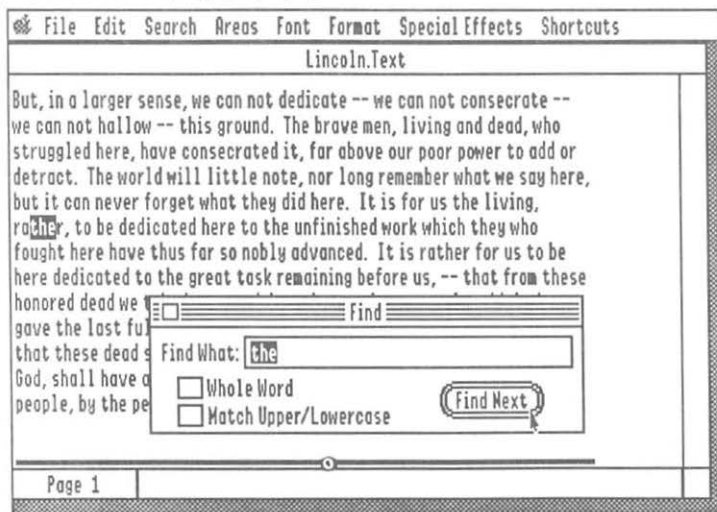 File Edit Search Areas Font Format Special Effects Shortcuts
Lincoln.Text
But, in a larger sense, we can not dedicate -- we can not consecrate --
we can not hallow -- this ground. The brave men, living and dead, who
struggled here, have consecrated it, far above our poor power to add or
detract. The world will little note, nor long remember what we say here,
but it can never forget what they did here. It is for us the living,
rather, to be dedicated here to the unfinished work which they who
fought here have thus far so nobly advanced. It is rather for us to be
here dedicated to the great task remaining before us, -- that from these
honored dead we t
gave the last ful
that these dead s
God, shall have a
people, by the pe
Find
Find What: the
Whole Word
Match Upper/Lowercase
Find Next
Page 1